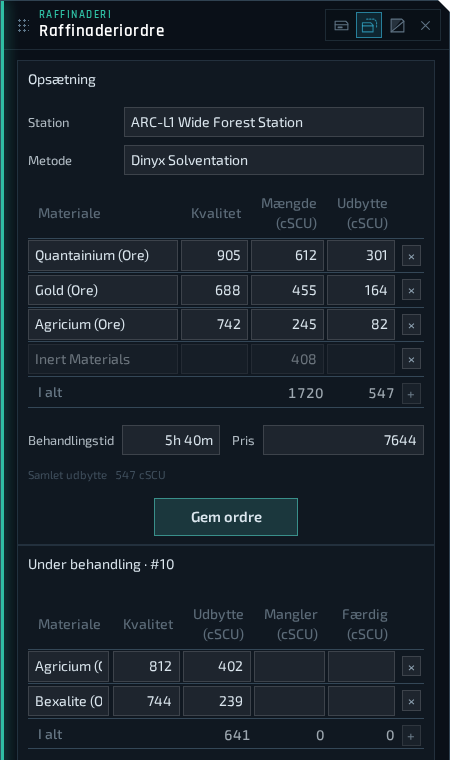 RAFFINADERI
Raffinaderiordre
Opsætning
Station ARC-L1 Wide Forest Station
Metode Dinyx Solventation
Materiale Kvalitet Mængde (cSCU) Udbytte (cSCU)
Quantainium (Ore) 905 612 301 ×
Gold (Ore) 688 455 164 ×
Agricium (Ore) 742 245 82 ×
Inert Materials 408 ×
I alt 1720 547 +
Behandlingstid 5h 40m Pris 7644
Samlet udbytte 547 cSCU
Gem ordre
Under behandling · #10
Materiale Kvalitet Udbytte (cSCU) Mangler (cSCU) Færdig (cSCU)
Agricium (O 812 402 ×
Bexalite (O 744 239 ×
I alt 641 0 0 +